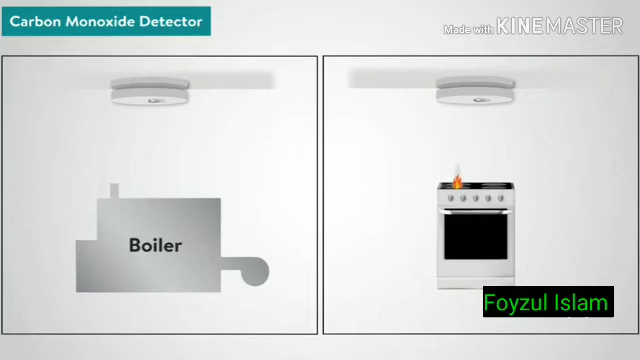 Carbon Monoxide Detector
Made with KINEMASTER
Boiler
Foyzul Islam